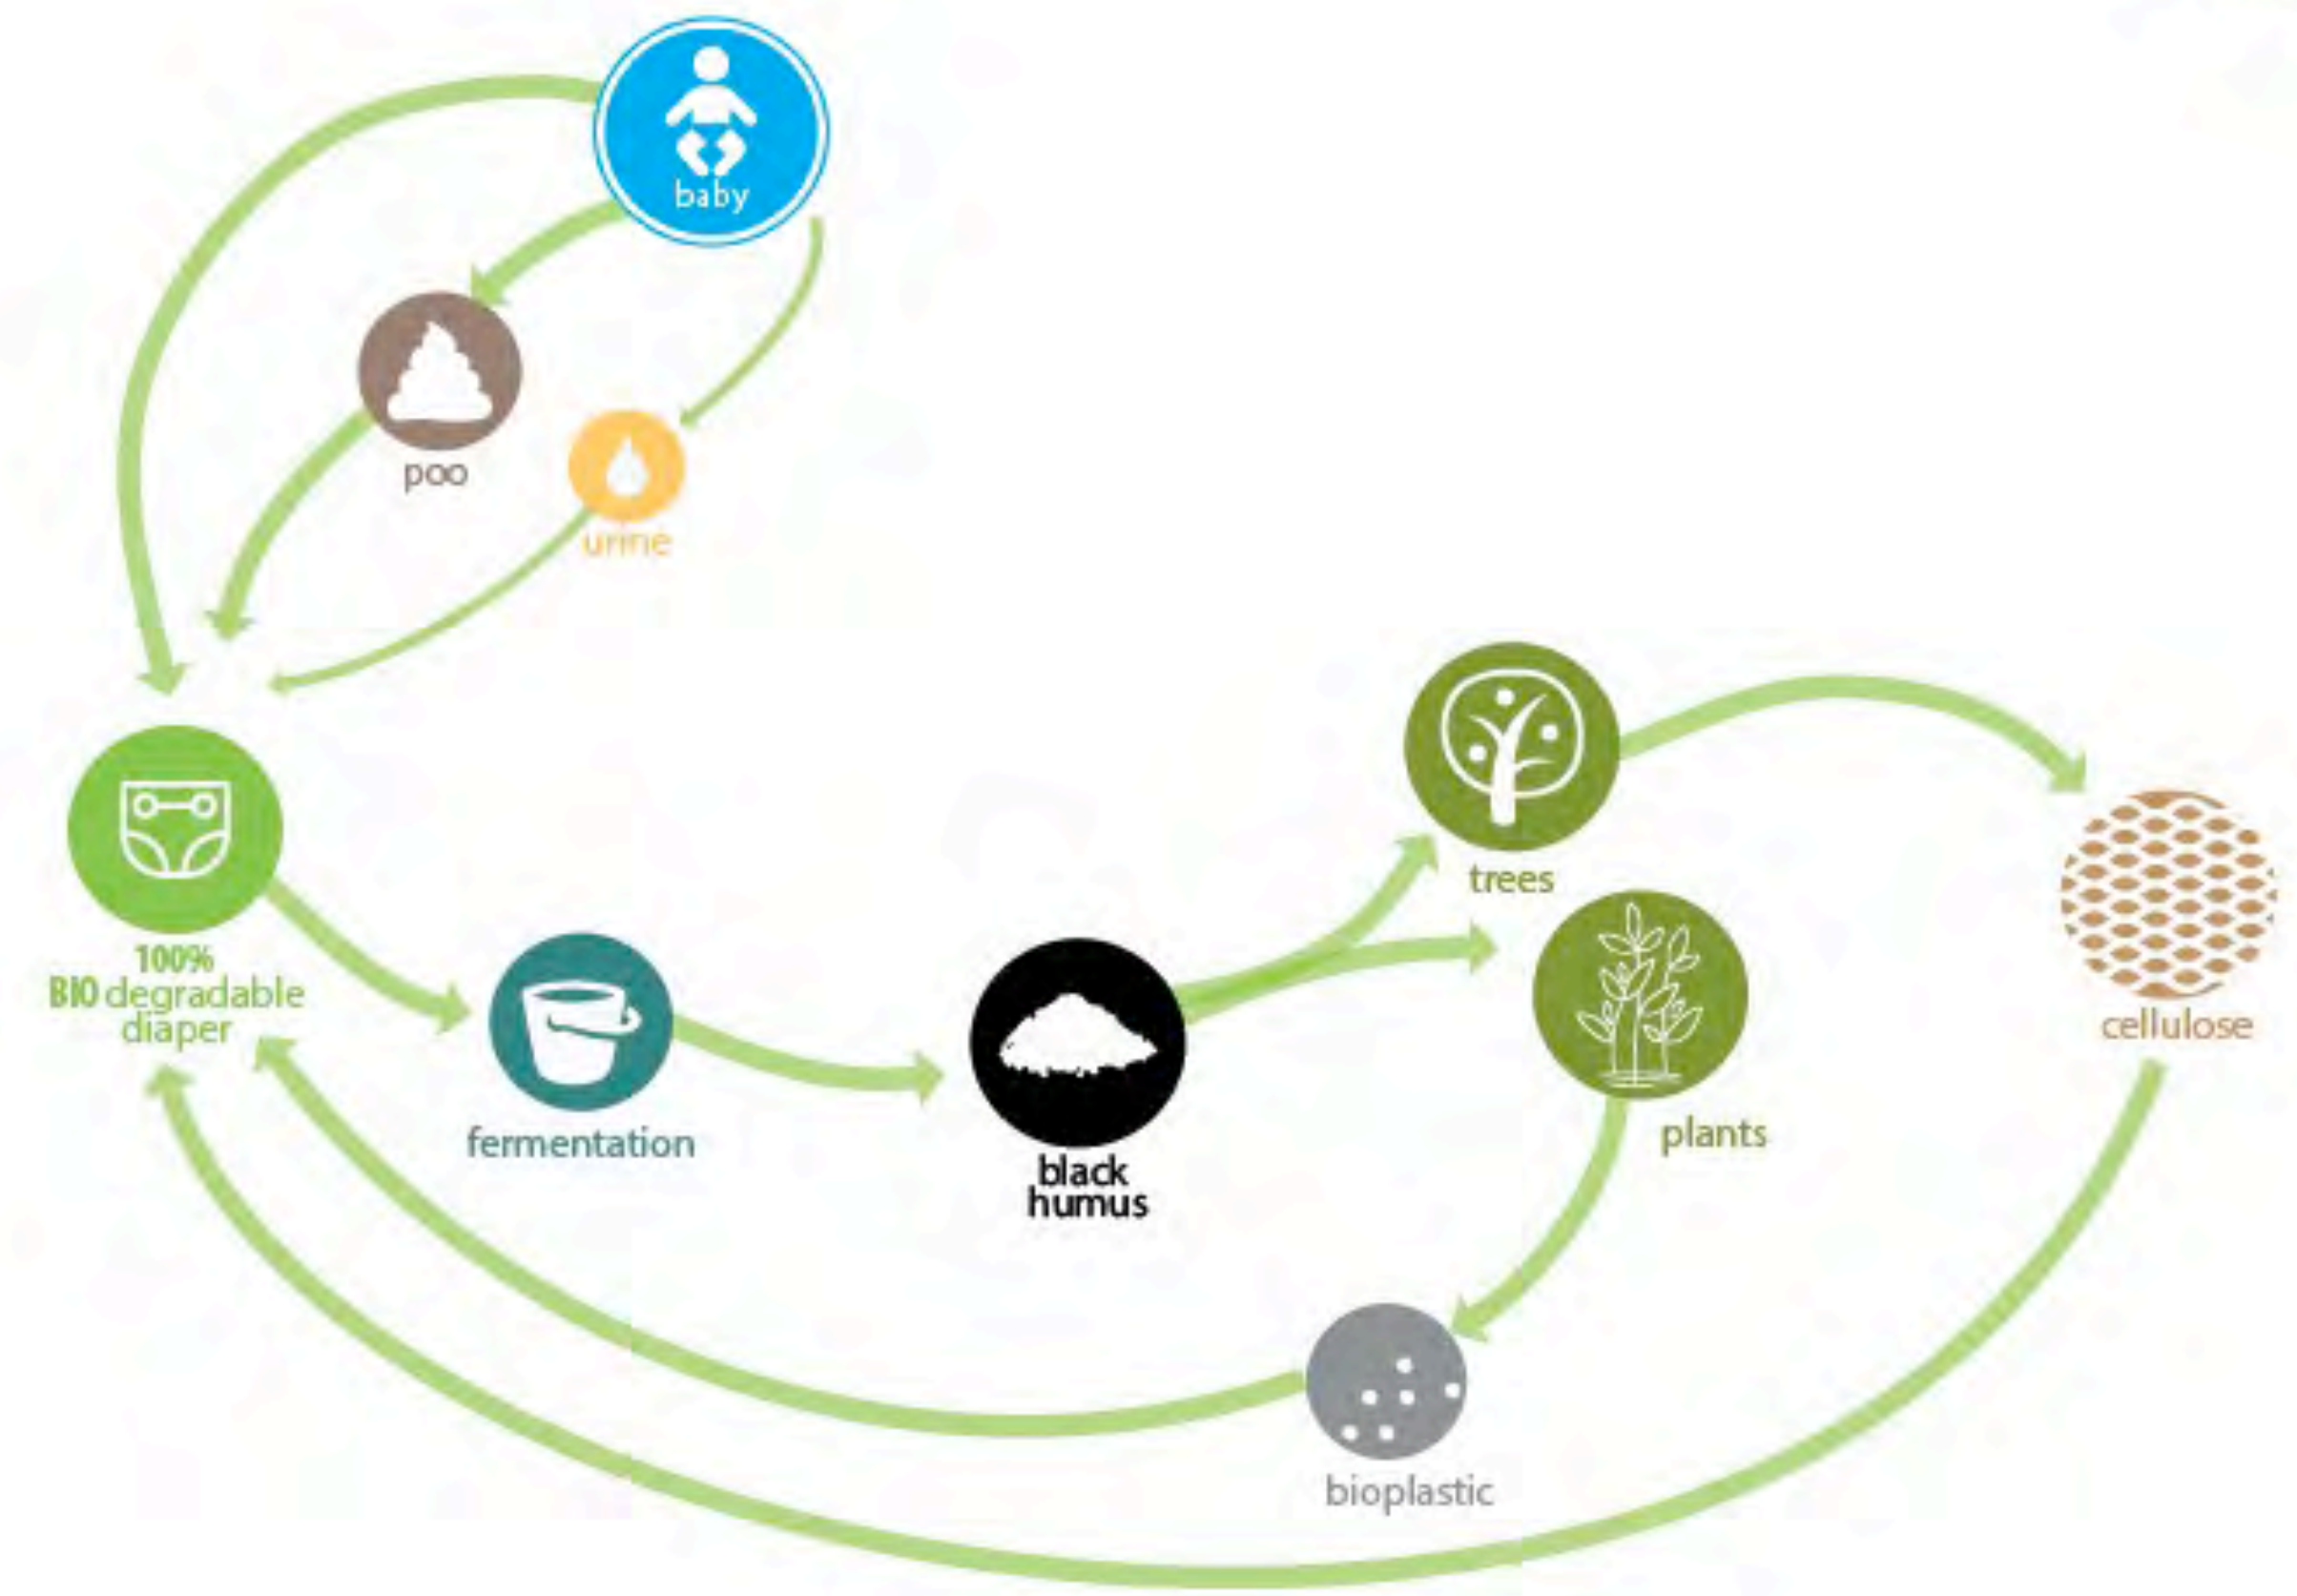 baby
poo
urine
100%
BIO degradable
diaper
fermentation
black
humus
trees
plants
cellulose
bioplastic